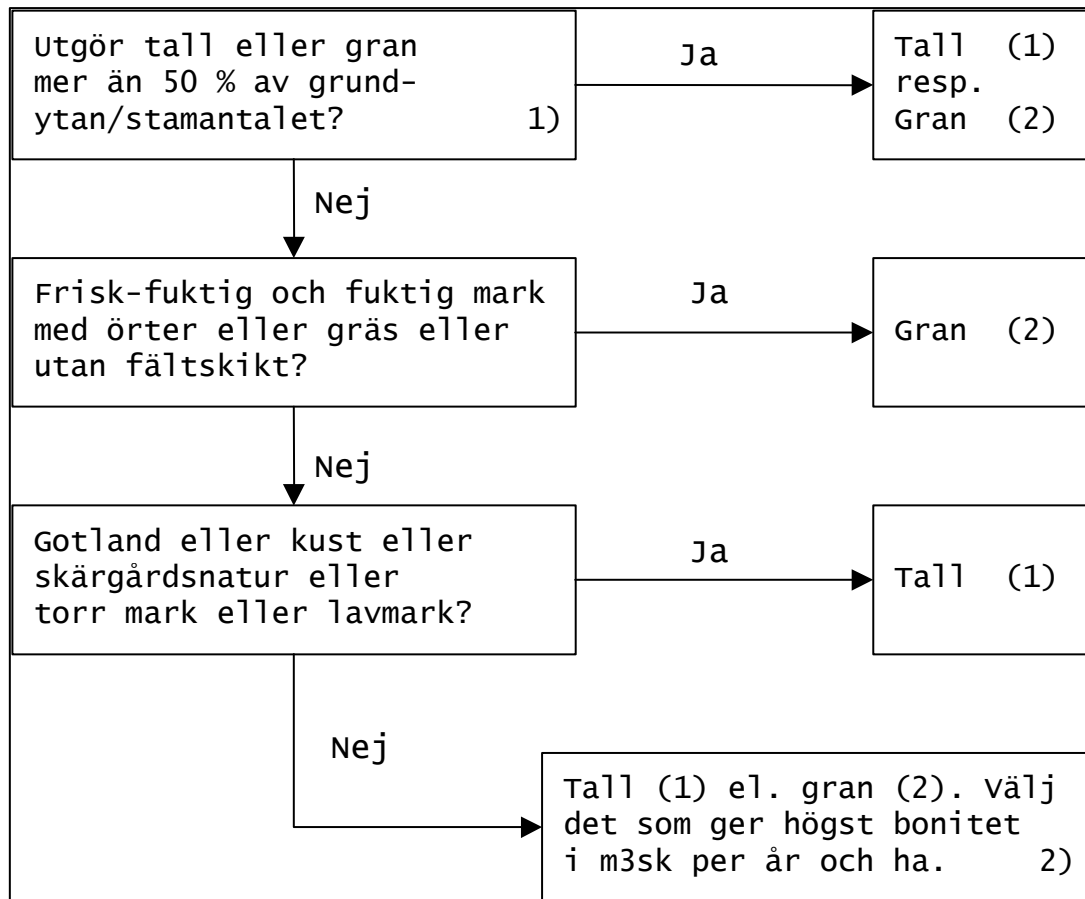 Utgör tall eller gran
mer än 50 % av grund-
ytan/stamantalet? 1)
Ja
Tall (1)
resp.
Gran (2)
Nej
Frisk-fuktig och fuktig mark
med örter eller gräs eller
utan fältskikt?
Ja
Gran (2)
Nej
Gotland eller kust eller
skärgårdsnatur eller
torr mark eller lavmark?
Ja
Tall (1)
Nej
Tall (1) el. gran (2). Välj
det som ger högst bonitet
i m3sk per år och ha. 2)